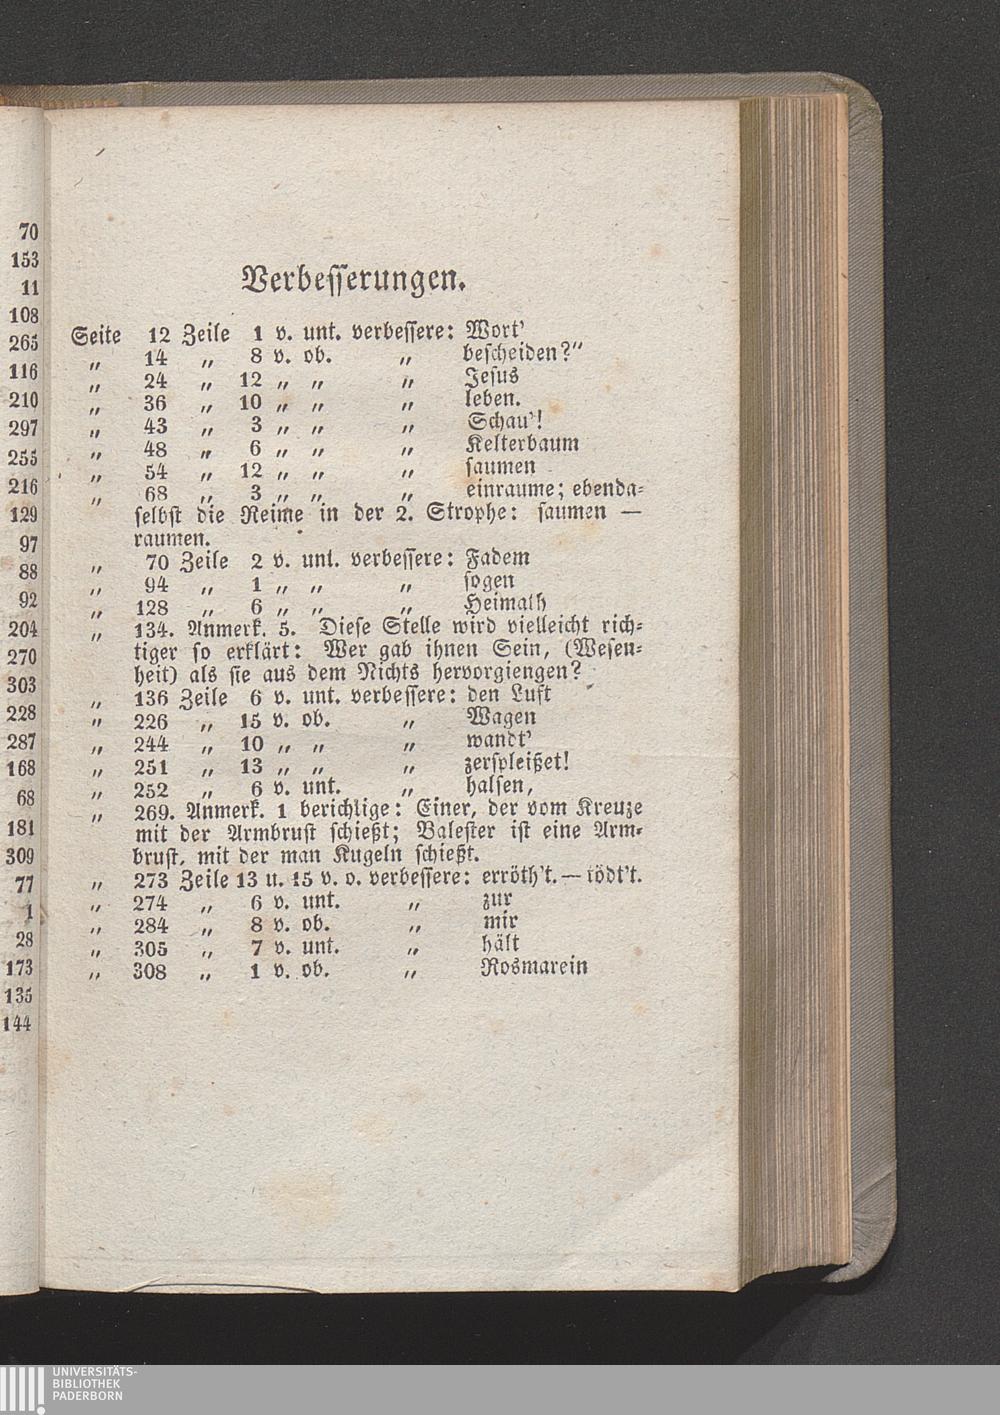 70
153
11
108
265
116
210
297
255
216
129
97
88
92
204
270
303
228
287
168
68
181
309
77
1
28
173
135
144
Verbesserungen.
Seite 12 Zeile 1 v. unt. verbessere: Wort'
„ 14 „ 8 v. ob. „ bescheiden?"
„ 24 „ 12 „ „ „ Jesus
„ 36 „ 10 „ „ „ leben.
„ 43 „ 3 „ „ „ Schau'!
„ 48 „ 6 „ „ „ Kelterbaum
„ 54 „ 12 „ „ „ saumen
„ 68 „ 3 „ „ „ einraume; ebenda-
selbst die Reime in der 2. Strophe: saumen —
raumen.
„ 70 Zeile 2 v. unt. verbessere: Fadem
„ 94 „ 1 „ „ „ sogen
„ 128 „ 6 „ „ „ Heimath
„ 134. Anmerk. 5. Diese Stelle wird vielleicht rich-
tiger so erklärt: Wer gab ihnen Sein, (Wesen-
heit) als sie aus dem Nichts hervorgiengen?
„ 136 Zeile 6 v. unt. verbessere: den Luft
„ 226 „ 15 v. ob. „ Wagen
„ 244 „ 10 „ „ „ wandt'
„ 251 „ 13 „ „ „ zerspleißet!
„ 252 „ 6 v. unt. „ halsen,
„ 269. Anmerk. 1 berichtige: Einer, der vom Kreuze
mit der Armbrust schießt; Balester ist eine Arm-
brust, mit der man Kugeln schießt.
„ 273 Zeile 13 u. 15 v. o. verbessere: erröth't. — tödt't.
„ 274 „ 6 v. unt. „ zur
„ 284 „ 8 v. ob. „ mir
„ 305 „ 7 v. unt. „ hält
„ 308 „ 1 v. ob. „ Rosmarein
UNIVERSITÄTS-
BIBLIOTHEK
PADERBORN